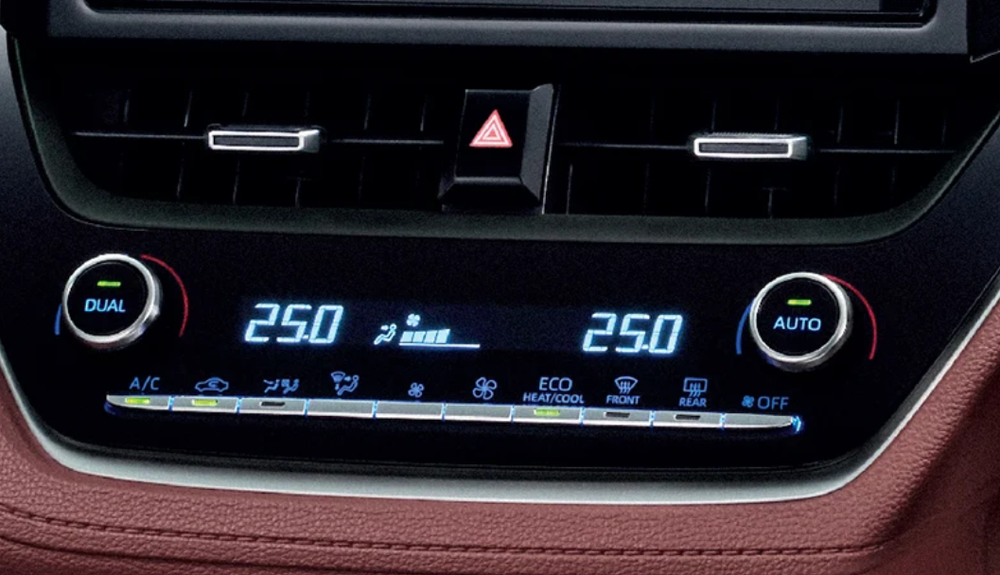 DUAL
25.0
25.0
AUTO
A/C
ECO
HEAT/COOL
FRONT
REAR
OFF